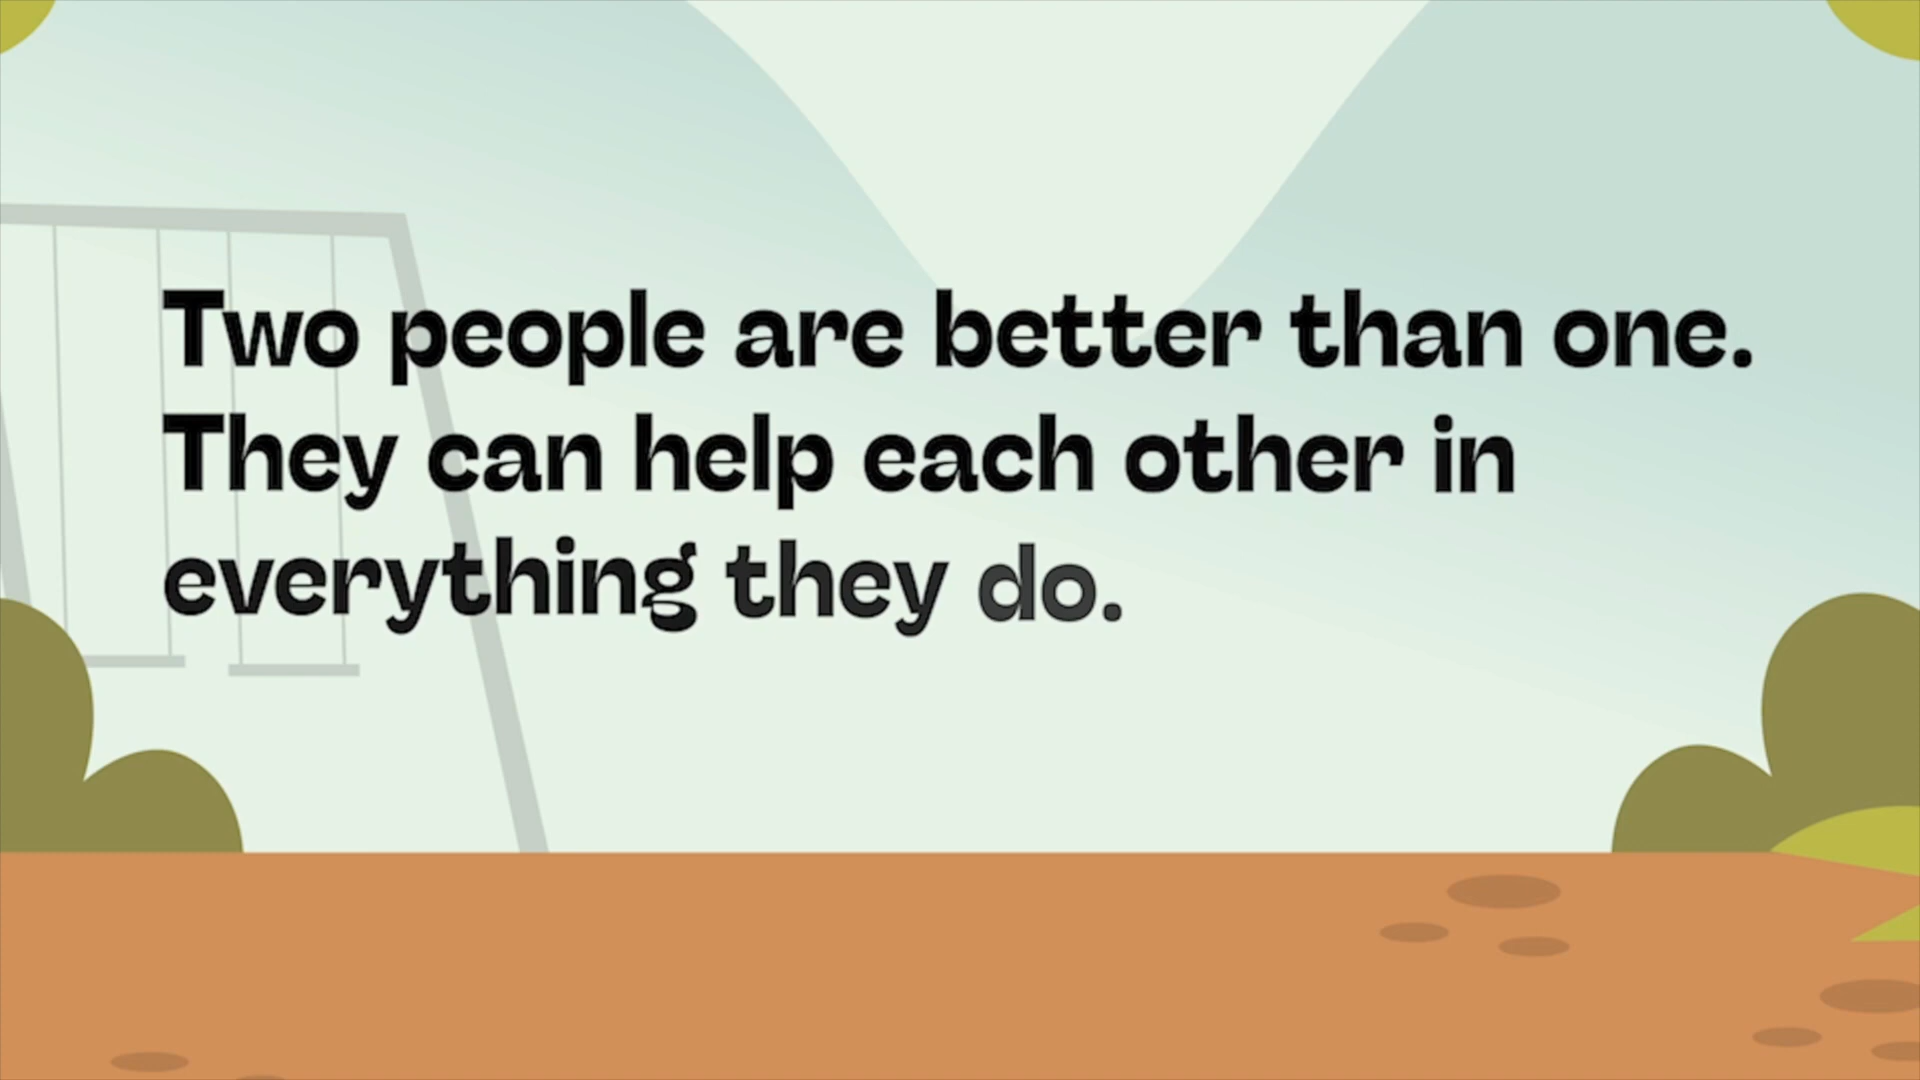 Two people are better than one.
They can help each other in
everything they do.